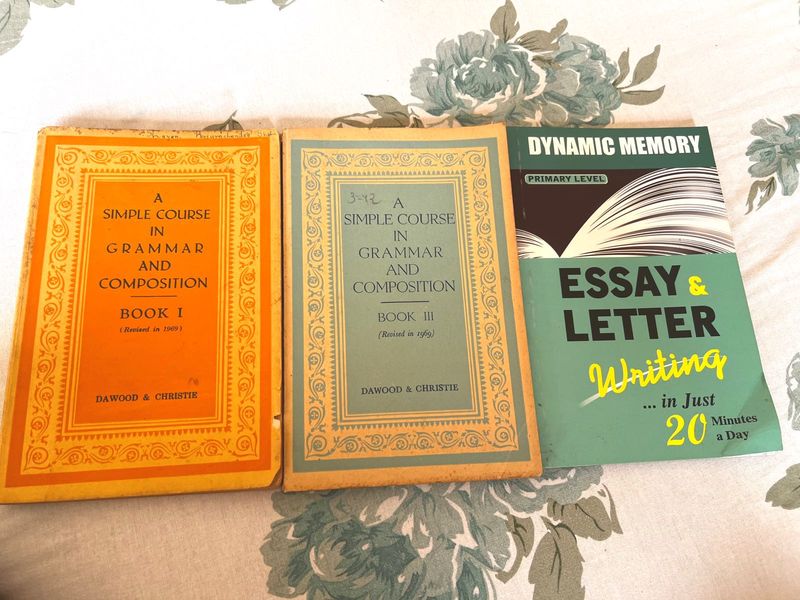 A
SIMPLE COURSE
IN
GRAMMAR
AND
COMPOSITION
BOOK I
(Revised in 1969)
DAWOOD & CHRISTIE
3-42
A
SIMPLE COURSE
IN
GRAMMAR
AND
COMPOSITION
BOOK III
(Revised in 1969)
DAWOOD & CHRISTIE
DYNAMIC MEMORY
PRIMARY LEVEL
ESSAY &
LETTER
Writing
... in Just
20 Minutes
a Day